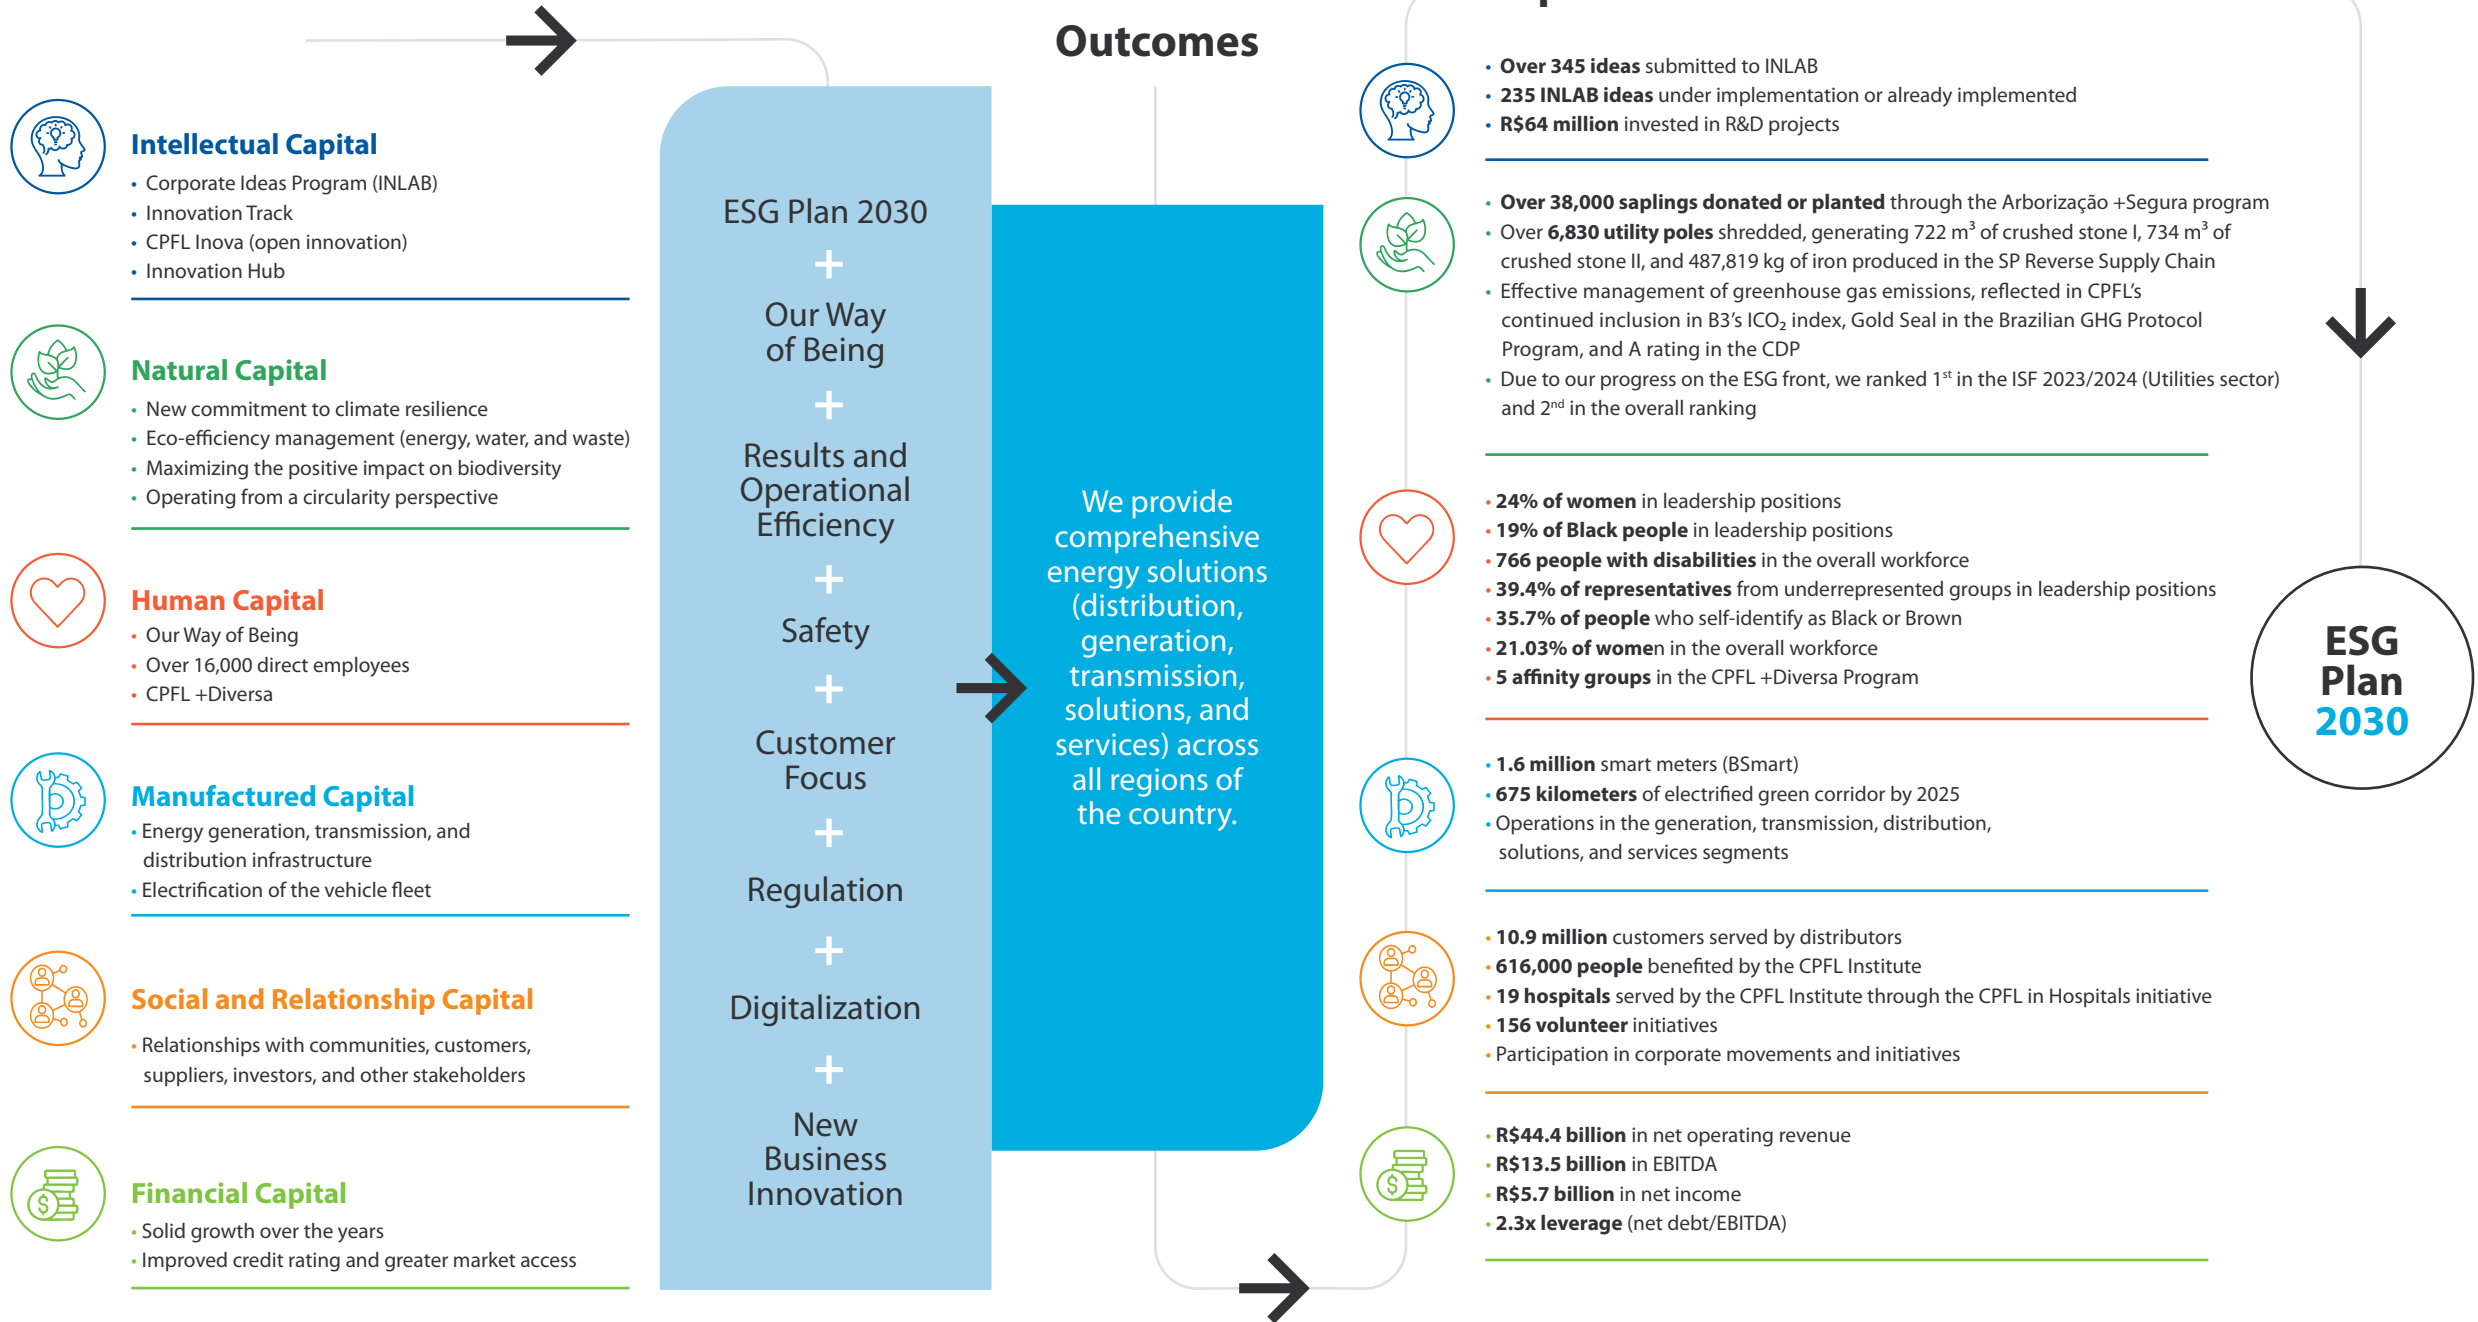 Intellectual Capital
• Corporate Ideas Program (INLAB)
• Innovation Track
• CPFL Inova (open innovation)
• Innovation Hub
Natural Capital
• New commitment to climate resilience
• Eco-efficiency management (energy, water, and waste)
• Maximizing the positive impact on biodiversity
• Operating from a circularity perspective
Human Capital
• Our Way of Being
• Over 16,000 direct employees
• CPFL +Diversa
Manufactured Capital
• Energy generation, transmission, and
distribution infrastructure
• Electrification of the vehicle fleet
Social and Relationship Capital
• Relationships with communities, customers,
suppliers, investors, and other stakeholders
Financial Capital
• Solid growth over the years
• Improved credit rating and greater market access
ESG Plan 2030
+
Our Way
of Being
+
Results and
Operational
Efficiency
+
Safety
+
Customer
Focus
+
Regulation
+
Digitalization
+
New
Business
Innovation
Outcomes
We provide
comprehensive
energy solutions
(distribution,
generation,
transmission,
solutions, and
services) across
all regions of
the country.
• Over 345 ideas submitted to INLAB
• 235 INLAB ideas under implementation or already implemented
• R$64 million invested in R&D projects
• Over 38,000 saplings donated or planted through the Arborização +Segura program
• Over 6,830 utility poles shredded, generating 722 m³ of crushed stone I, 734 m³ of
crushed stone II, and 487,819 kg of iron produced in the SP Reverse Supply Chain
• Effective management of greenhouse gas emissions, reflected in CPFL's
continued inclusion in B3's ICO₂ index, Gold Seal in the Brazilian GHG Protocol
Program, and A rating in the CDP
• Due to our progress on the ESG front, we ranked 1st in the ISF 2023/2024 (Utilities sector)
and 2nd in the overall ranking
• 24% of women in leadership positions
• 19% of Black people in leadership positions
• 766 people with disabilities in the overall workforce
• 39.4% of representatives from underrepresented groups in leadership positions
• 35.7% of people who self-identify as Black or Brown
• 21.03% of women in the overall workforce
• 5 affinity groups in the CPFL +Diversa Program
• 1.6 million smart meters (BSmart)
• 675 kilometers of electrified green corridor by 2025
• Operations in the generation, transmission, distribution,
solutions, and services segments
• 10.9 million customers served by distributors
• 616,000 people benefited by the CPFL Institute
• 19 hospitals served by the CPFL Institute through the CPFL in Hospitals initiative
• 156 volunteer initiatives
• Participation in corporate movements and initiatives
• R$44.4 billion in net operating revenue
• R$13.5 billion in EBITDA
• R$5.7 billion in net income
• 2.3x leverage (net debt/EBITDA)
ESG
Plan
2030